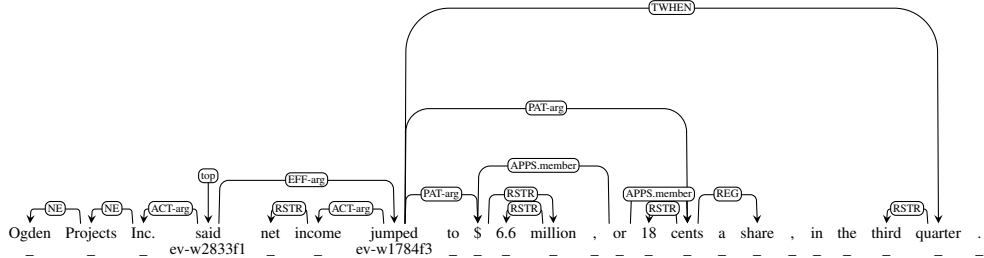 TWHEN
PAT-arg
APPS.member
top
EFF-arg
PAT-arg RSTR APPS.member REG
NE NE ACT-arg RSTR ACT-arg RSTR RSTR RSTR
Ogden Projects Inc. said net income jumped to $ 6.6 million , or 18 cents a share , in the third quarter .
_ _ _ ev-w2833f1 _ _ ev-w1784f3 _ _ _ _ _ _ _ _ _ _ _ _ _ _ _ _